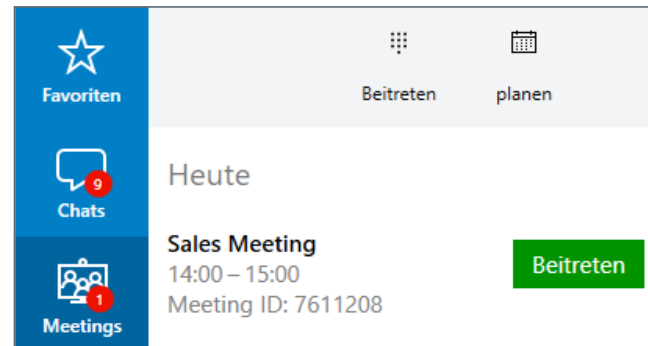 Favoriten
Beitreten
planen
9
Chats
Heute
Sales Meeting
14:00 – 15:00
Meeting ID: 7611208
Beitreten
1
Meetings